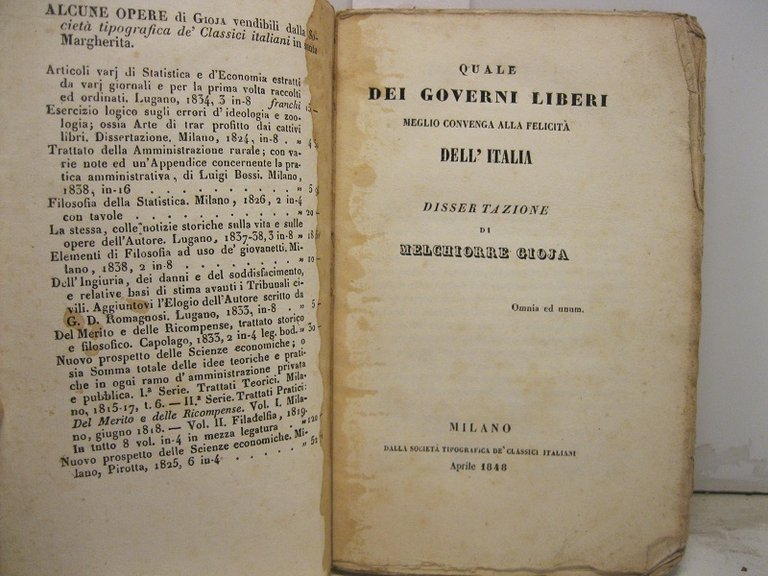 ALCUNE OPERE di GIOJA vendibili dalla So-
cietà tipografica de' Classici italiani in
Margherita.
Articoli varj di Statistica e d'Economia estratti
da varj giornali e per la prima volta raccolti
ed ordinati. Lugano, 1834, 3 in-8 franchi 15 -
Esercizio logico sugli errori d'ideologia e zoo-
logia; ossia Arte di trar profitto dai cattivi
libri. Dissertazione. Milano, 1824, in-8 . »
Trattato della Amministrazione rurale; con va-
rie note ed un'Appendice concernente la pra-
tica amministrativa, di Luigi Bossi. Milano,
1838, in-16 . . . . . . . . . »
Filosofia della Statistica. Milano, 1826, 2 in-4
con tavole . . . . . . . . . » 20 -
La stessa, colle notizie storiche sulla vita e sulle
opere dell'Autore. Lugano, 1837-38, 3 in-8 »
Elementi di Filosofia ad uso de' giovanetti. Mi-
lano, 1838, 2 in-8 . . . . . . » 10 -
Dell'Ingiuria, dei danni e del soddisfacimento,
e relative basi di stima avanti i Tribunali ci-
vili. Aggiuntovi l'Elogio dell'Autore scritto da
G. D. Romagnosi. Lugano, 1833, in-8 . » 5 -
Del Merito e delle Ricompense, trattato storico
e filosofico. Capolago, 1833, 2 in-4 leg. bod. » 30 -
Nuovo prospetto delle Scienze economiche; o
sia Somma totale delle idee teoriche e prati-
che in ogni ramo d'amministrazione privata
e pubblica. I.ª Serie. Trattati Teorici. Mila-
no, 1815-17, t. 6. — II.ª Serie. Trattati Pratici:
Del Merito e delle Ricompense. Vol. I. Mila-
no, giugno 1818. — Vol. II. Filadelfia, 1819.
In tutto 8 vol. in-4 in mezza legatura . » 120 -
Nuovo prospetto delle Scienze economiche. Mi-
lano, Pirotta, 1825, 6 in-4 . . . . »
QUALE
DEI GOVERNI LIBERI
MEGLIO CONVENGA ALLA FELICITÀ
DELL' ITALIA
DISSERTAZIONE
DI
MELCHIORRE GIOJA
Omnia ad unum.
MILANO
DALLA SOCIETÀ TIPOGRAFICA DE' CLASSICI ITALIANI
Aprile 1848